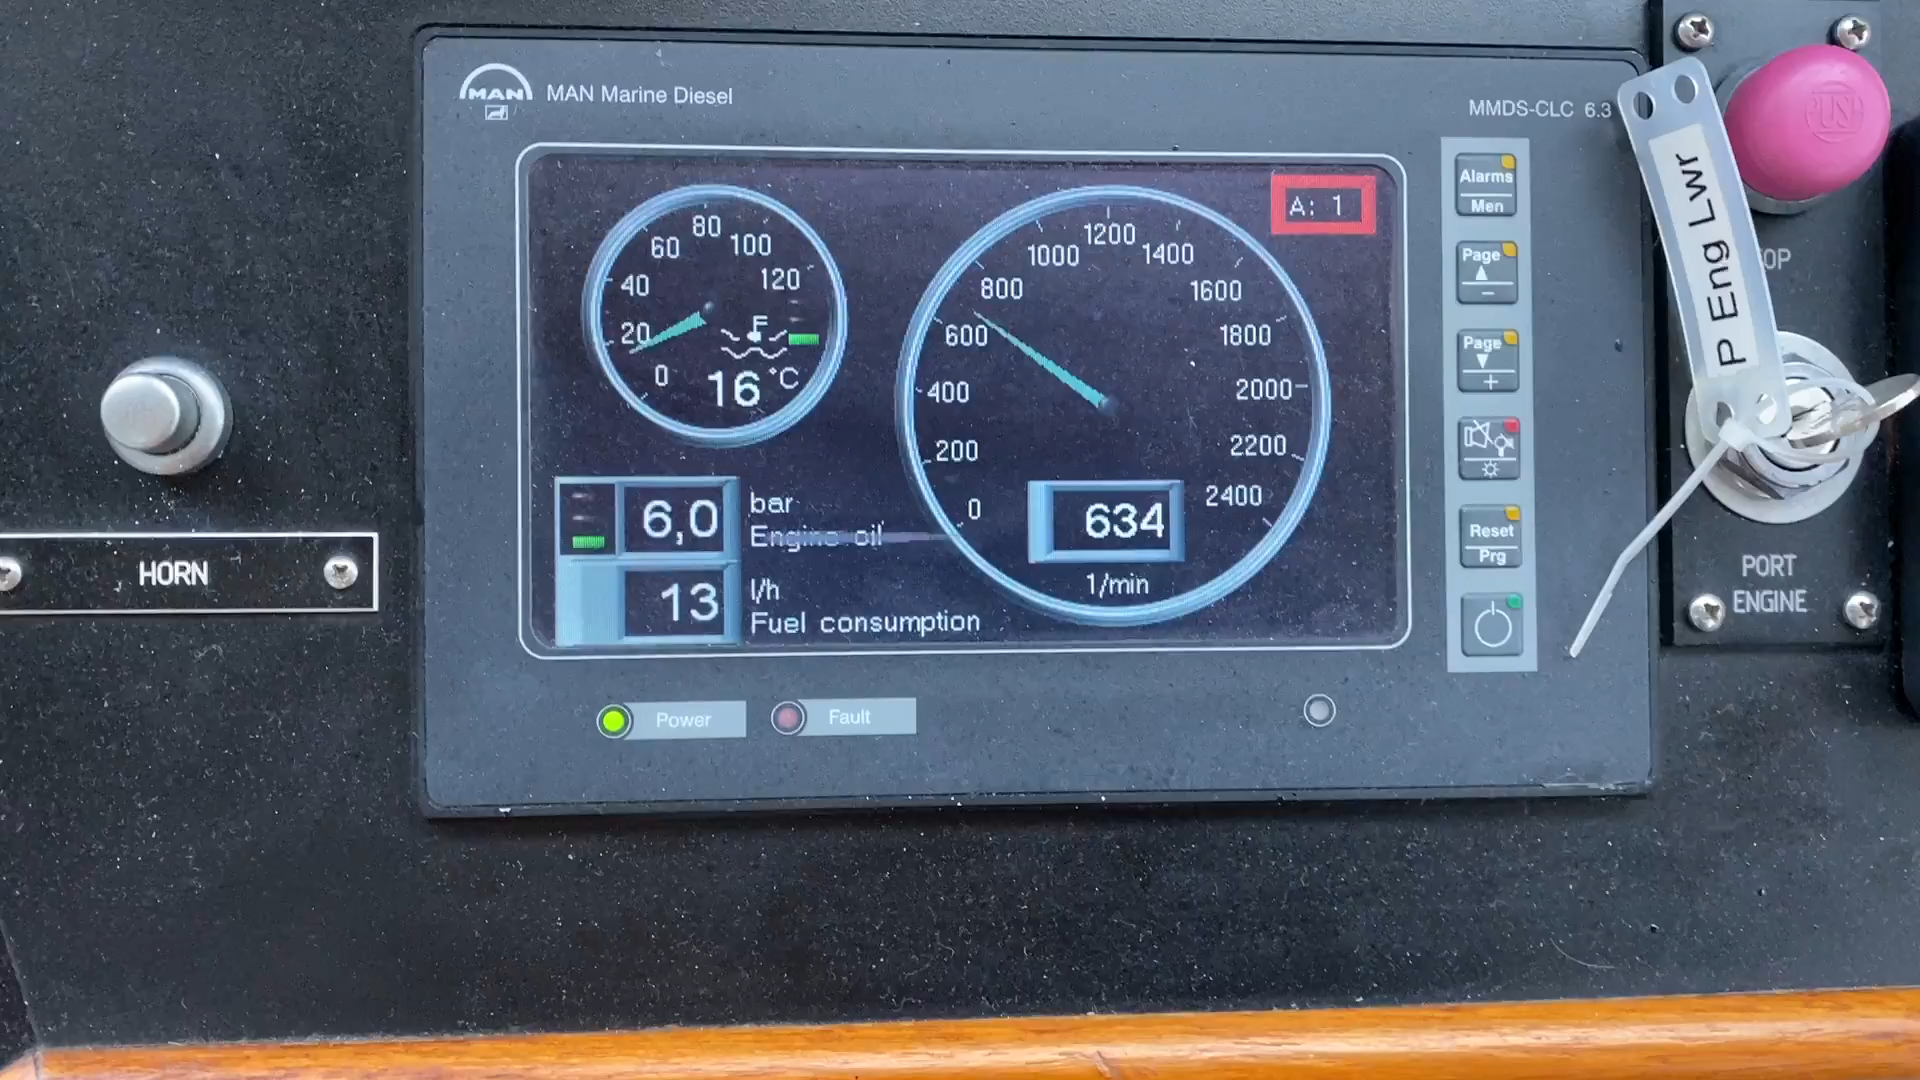 MAN
MAN Marine Diesel
MMDS-CLC 6.3
A: 1
0
20
40
60
80
100
120
F
16 °C
0
200
400
600
800
1000
1200
1400
1600
1800
2000
2200
2400
634
1/min
6,0 bar
Engine oil
13 l/h
Fuel consumption
Alarms
Men
Page
−
Page
+
Reset
Prg
Power
Fault
HORN
PUSH
P Eng Lwr
PORT
ENGINE